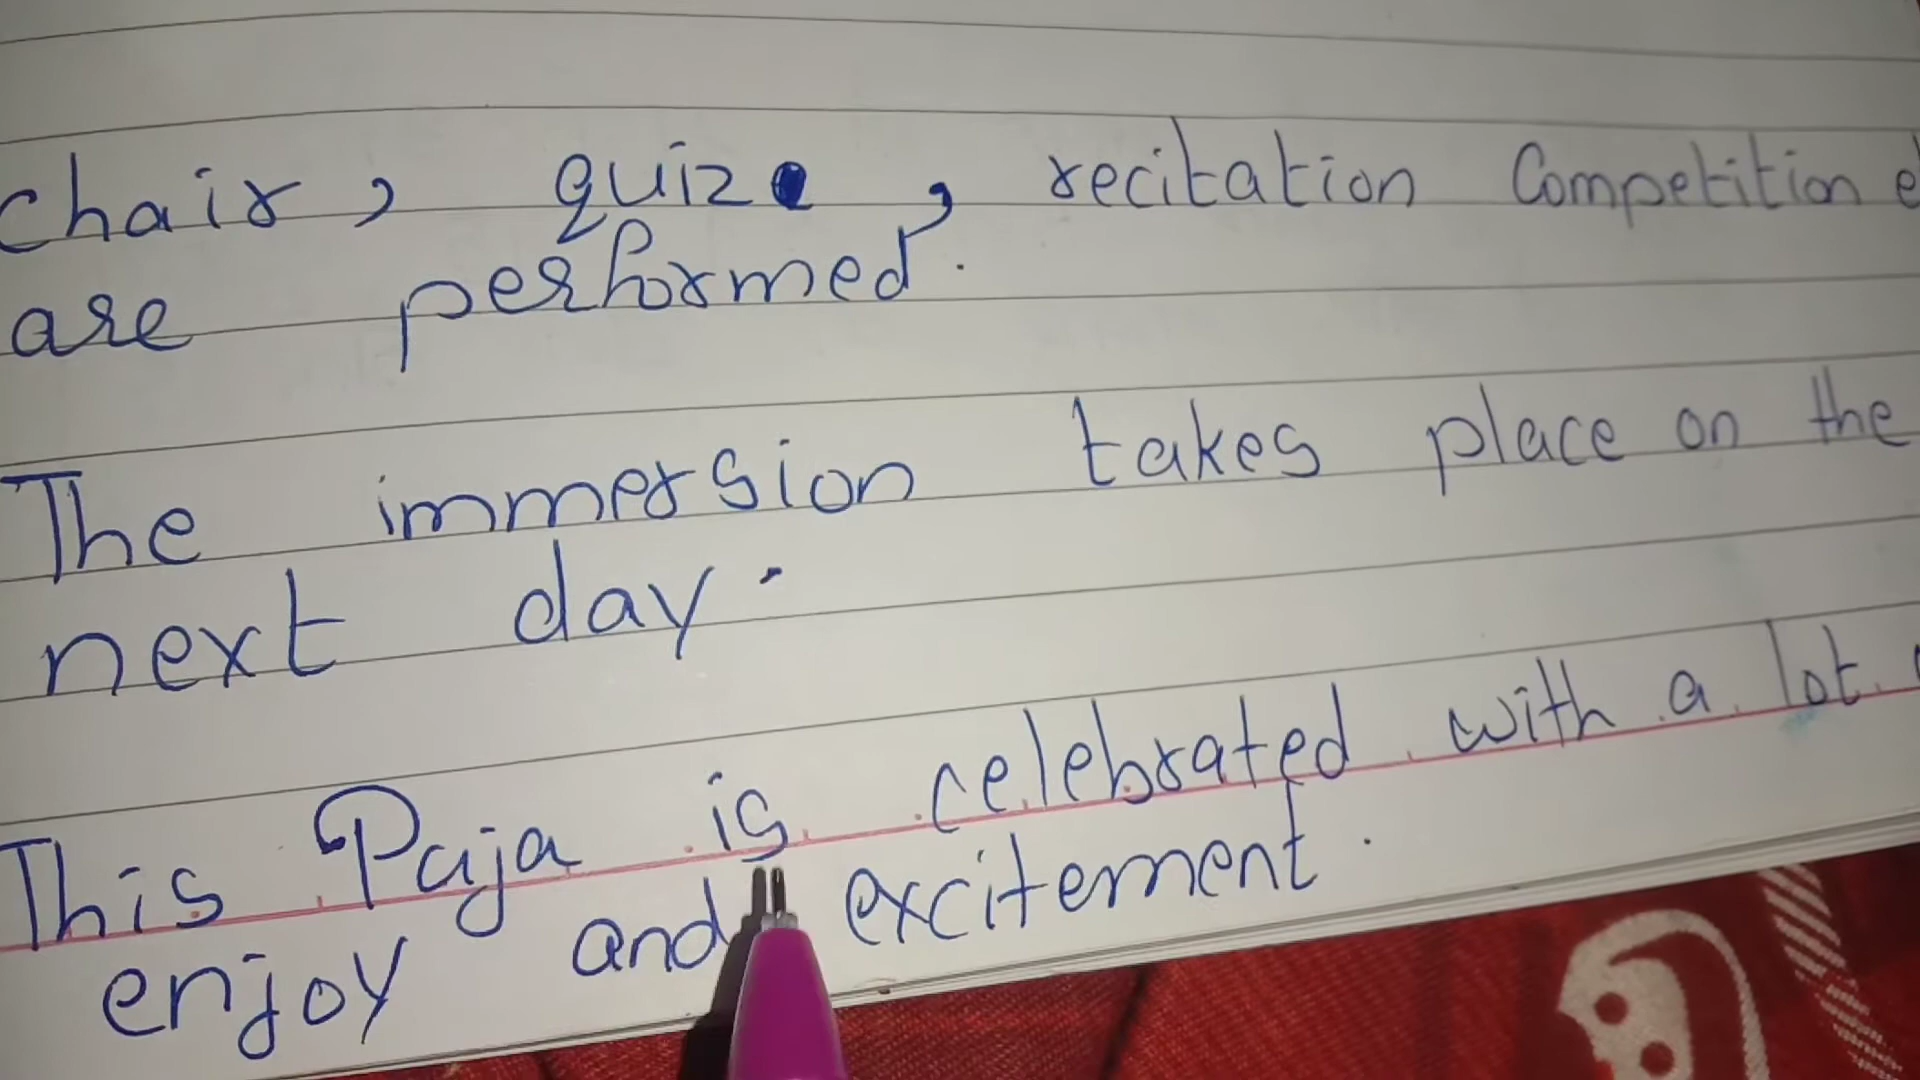 chair, quiz, recitation Competition
are performed.
The immersion takes place on the
next day.
This Puja is celebrated with a lot
enjoy and excitement.